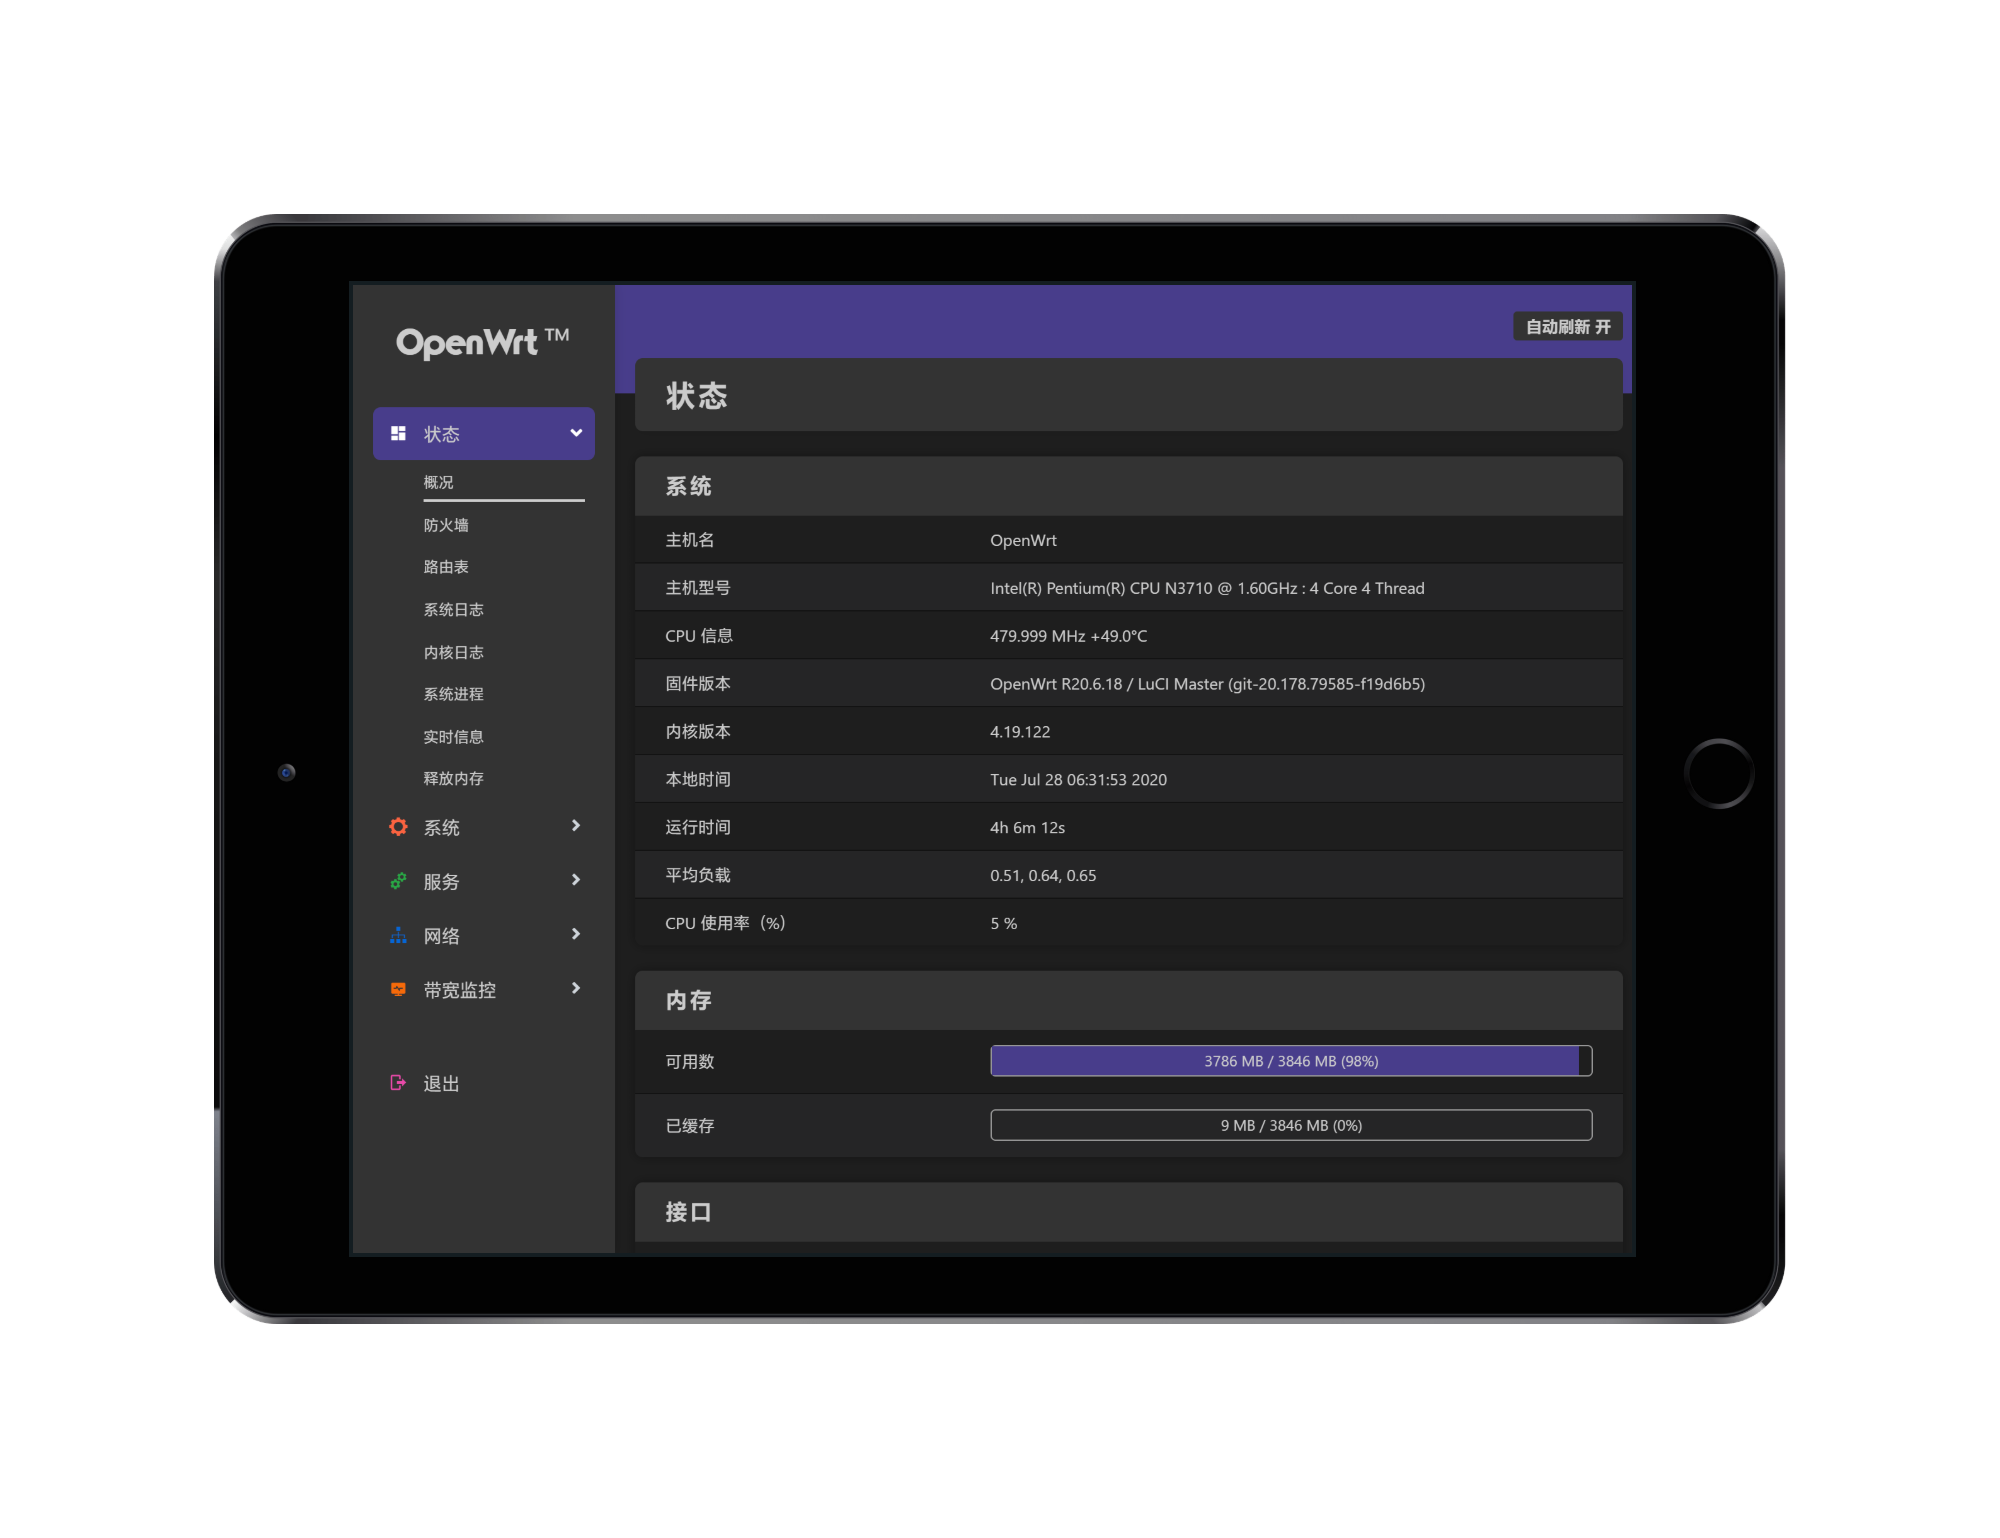 OpenWrt ™
自动刷新 开
状态
概况
防火墙
路由表
系统日志
内核日志
系统进程
实时信息
释放内存
系统
服务
网络
带宽监控
退出
状态
系统
主机名 OpenWrt
主机型号 Intel(R) Pentium(R) CPU N3710 @ 1.60GHz : 4 Core 4 Thread
CPU 信息 479.999 MHz +49.0°C
固件版本 OpenWrt R20.6.18 / LuCI Master (git-20.178.79585-f19d6b5)
内核版本 4.19.122
本地时间 Tue Jul 28 06:31:53 2020
运行时间 4h 6m 12s
平均负载 0.51, 0.64, 0.65
CPU 使用率（%） 5 %
内存
可用数 3786 MB / 3846 MB (98%)
已缓存 9 MB / 3846 MB (0%)
接口